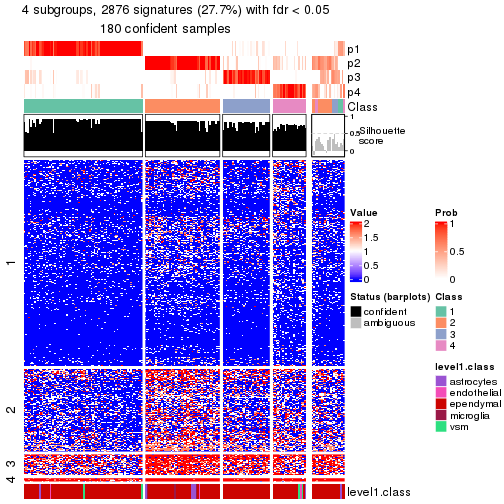 4 subgroups, 2876 signatures (27.7%) with fdr < 0.05
180 confident samples
p1
p2
p3
p4
Class
1
0.5
0
Silhouette
score
1
2
3
4
level1.class
Value
2
1.5
1
0.5
0
Prob
1
0.5
0
Status (barplots)
confident
ambiguous
Class
1
2
3
4
level1.class
astrocytes
endothelial
ependymal
microglia
vsm